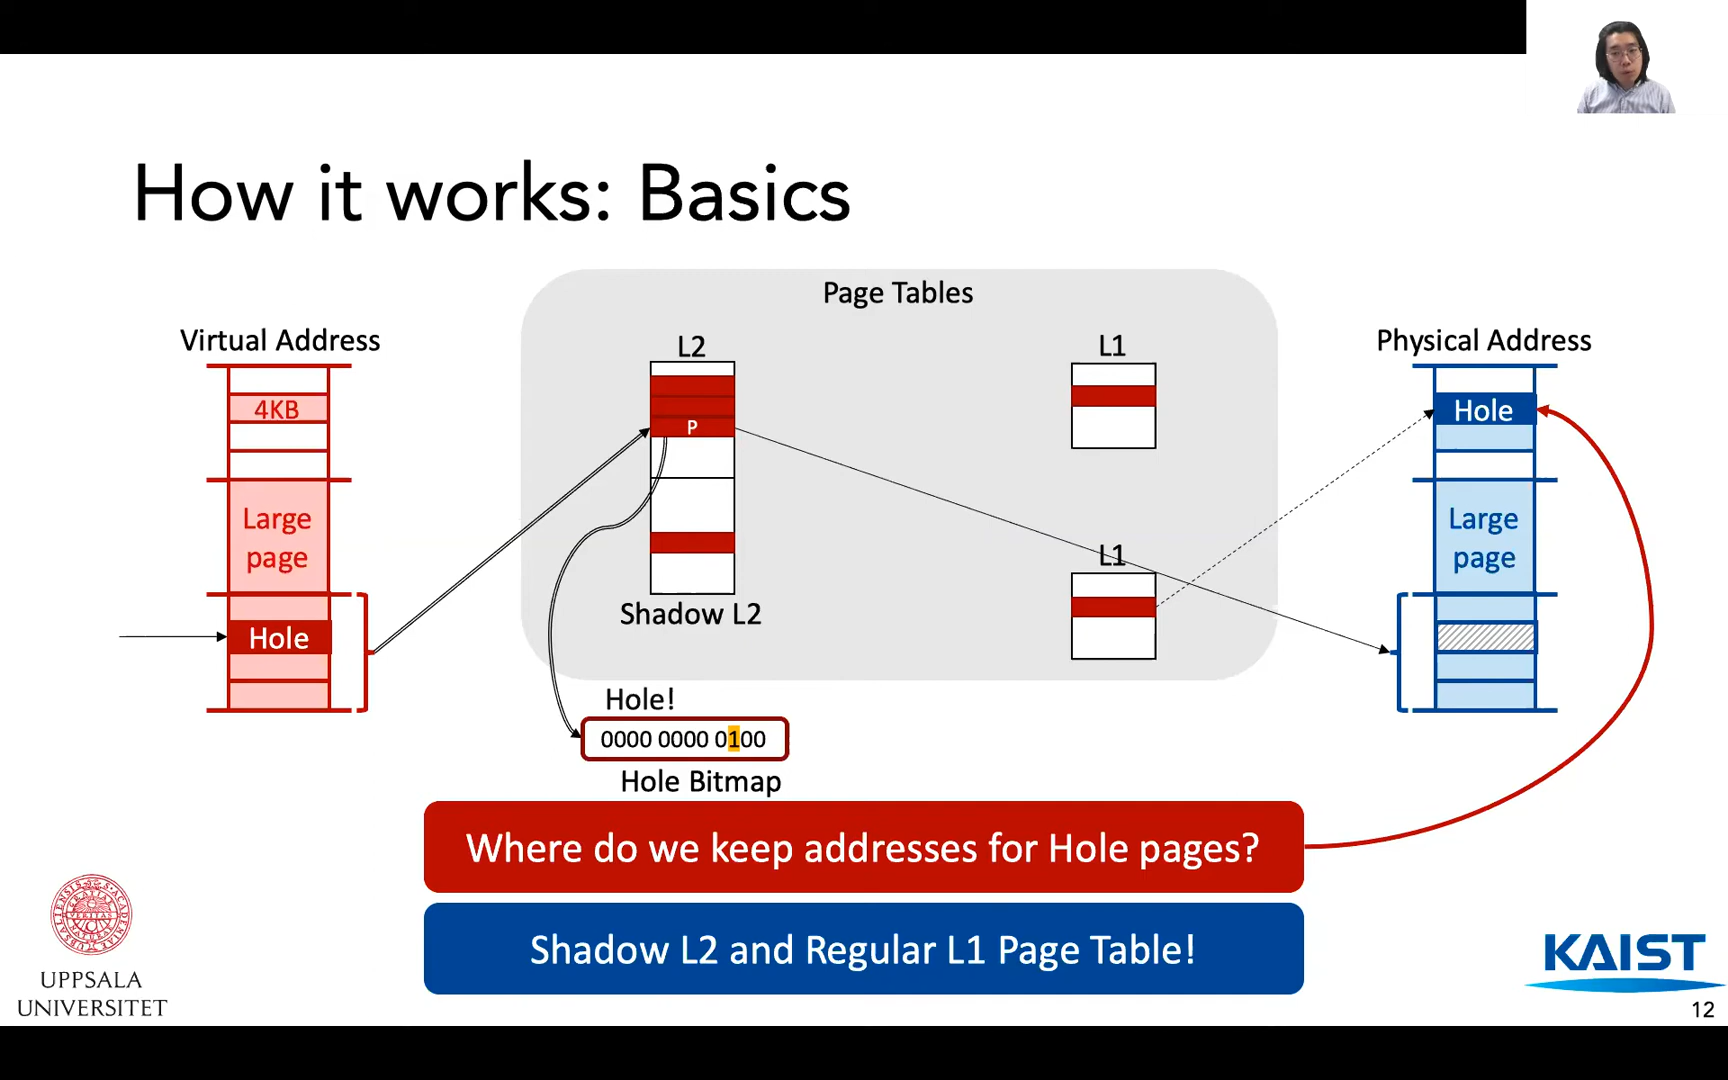 How it works: Basics
Page Tables
Virtual Address
L2
L1
Physical Address
4KB
P
Hole
Large
page
Large
page
L1
Shadow L2
Hole
Hole!
0000 0000 0100
Hole Bitmap
Where do we keep addresses for Hole pages?
Shadow L2 and Regular L1 Page Table!
UPPSALA
UNIVERSITET
KAIST
12